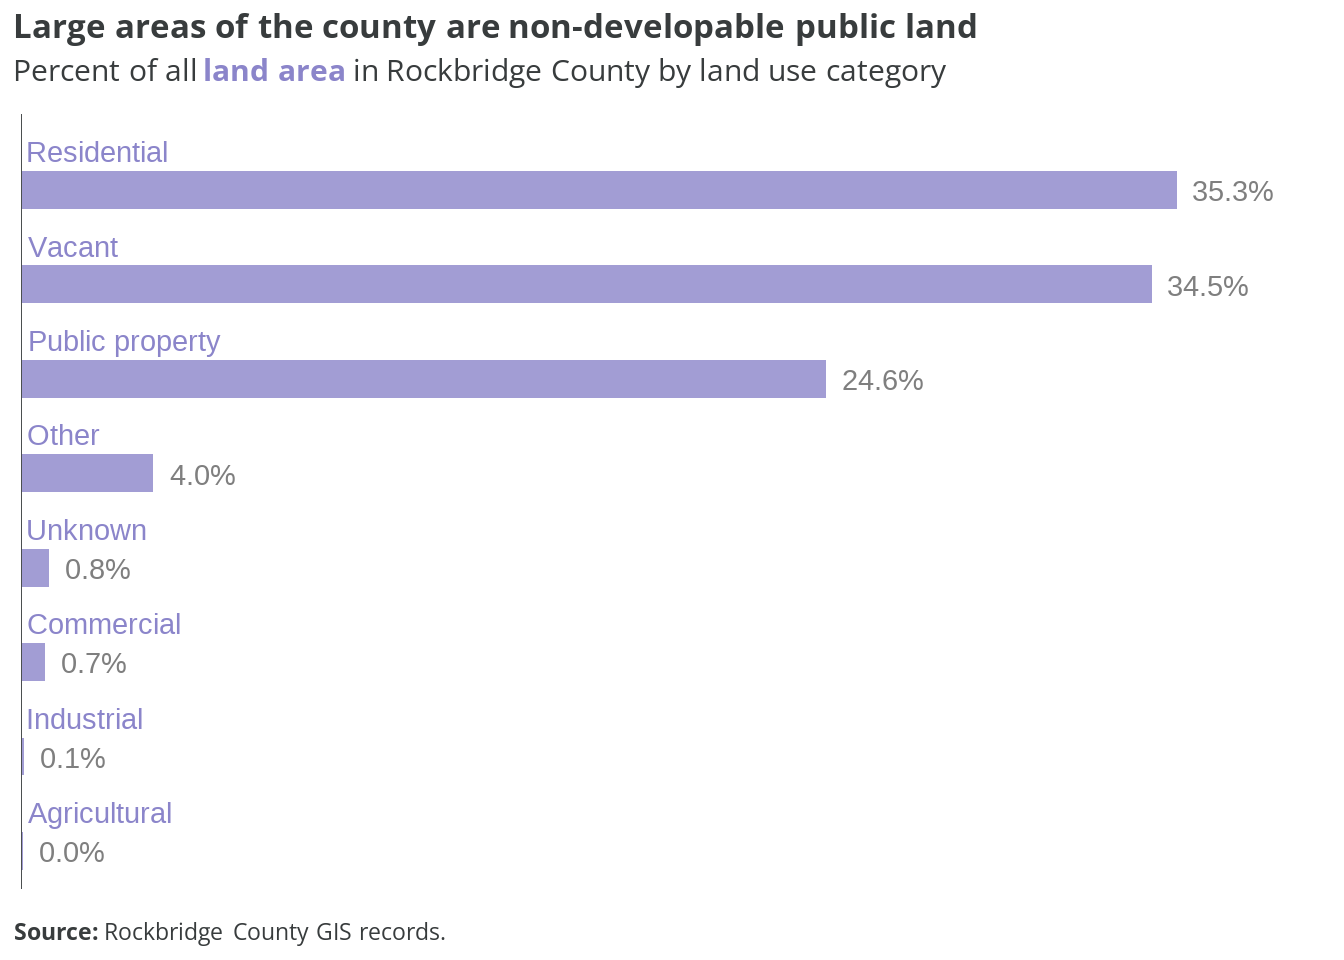 Large areas of the county are non-developable public land
Percent of all land area in Rockbridge County by land use category
Residential
35.3%
Vacant
34.5%
Public property
24.6%
Other
4.0%
Unknown
0.8%
Commercial
0.7%
Industrial
0.1%
Agricultural
0.0%
Source: Rockbridge County GIS records.